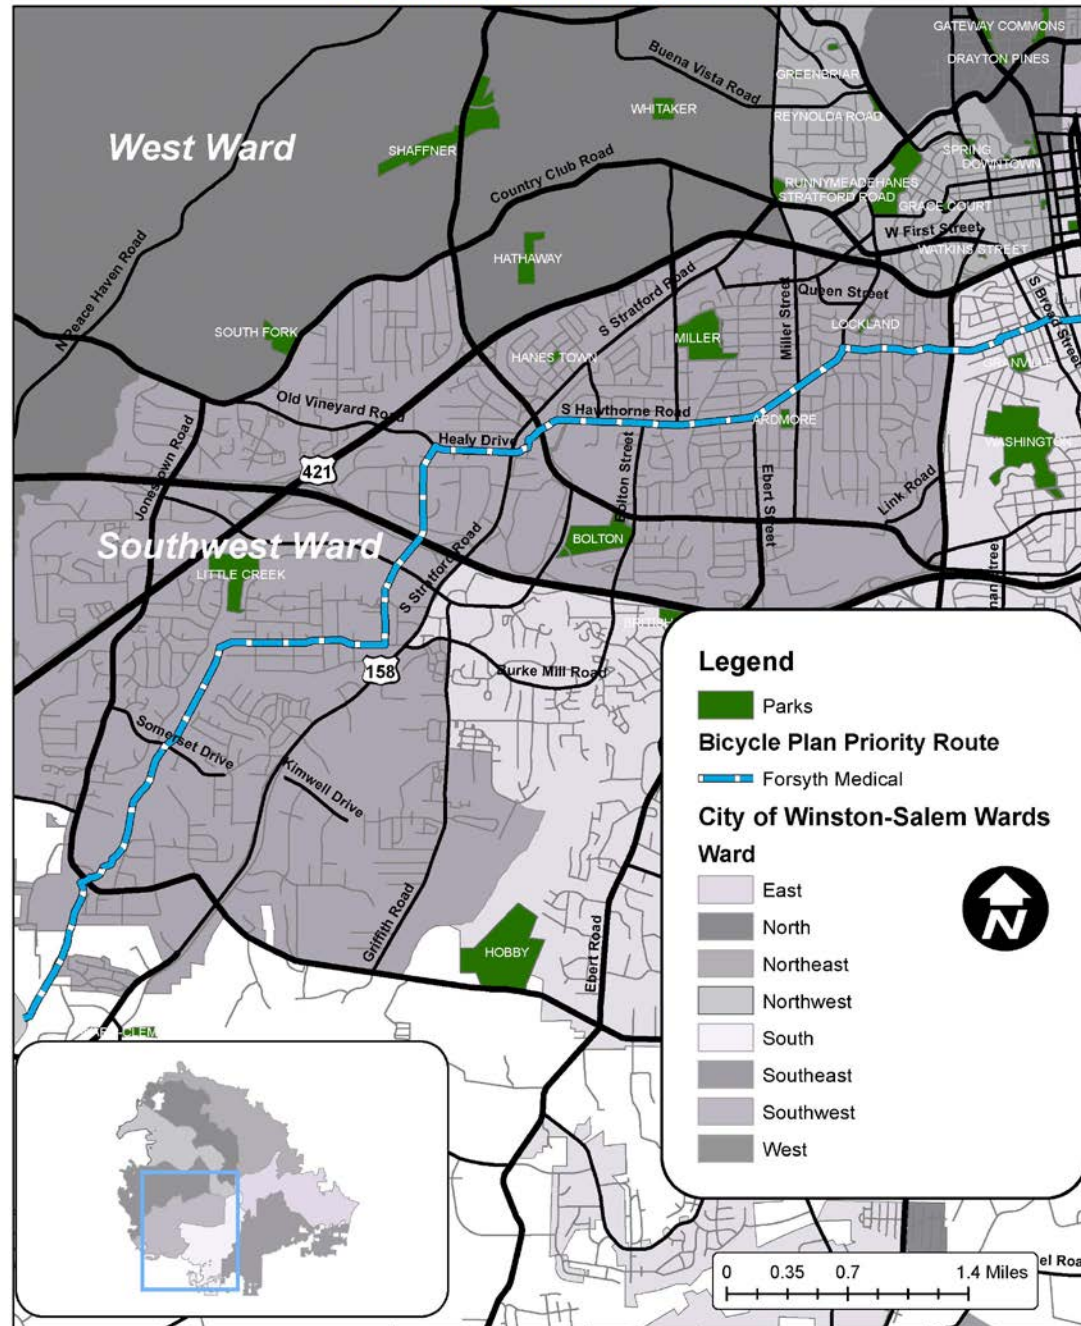 GATEWAY COMMONS
DRAYTON PINES
Buena Vista Road
GREENBRIAR
WHITAKER
REYNOLDA ROAD
West Ward
SHAFFNER
SPRING
DOWNTOWN
Country Club Road
RUNNYMEADE
HANES
STRATFORD ROAD
GRACE COURT
W First Street
WATKINS STREET
N Peace Haven Road
HATHAWAY
S Stratford Road
Queen Street
Miller Street
S Broad Street
SOUTH FORK
HANES TOWN
MILLER
LOCKLAND
GRANVILLE
Old Vineyard Road
S Hawthorne Road
ARDMORE
Healy Drive
WASHINGTON
Jonestown Road
421
Bolton Street
Ebert Street
Link Road
Southwest Ward
BOLTON
LITTLE CREEK
S Stratford Road
158
Burke Mill Road
Somerset Drive
Kimwell Drive
Griffith Road
HOBBY
Ebert Road
Legend
Parks
Bicycle Plan Priority Route
Forsyth Medical
City of Winston-Salem Wards
Ward
East
North
Northeast
Northwest
South
Southeast
Southwest
West
N
0 0.35 0.7 1.4 Miles